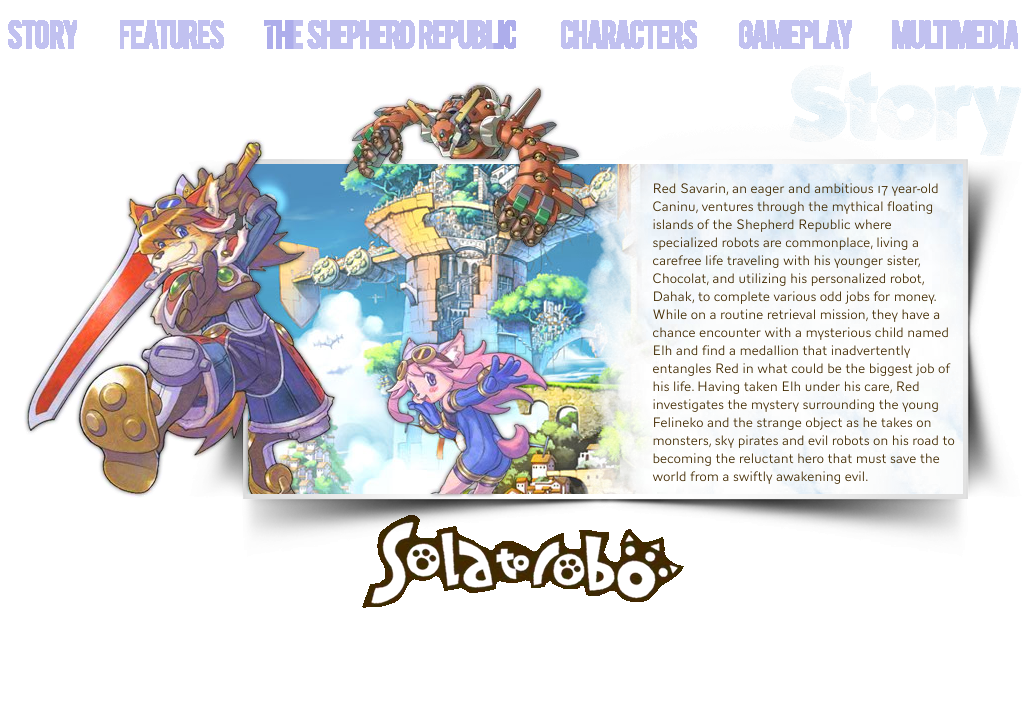 STORY FEATURES THE SHEPHERD REPUBLIC CHARACTERS GAMEPLAY MULTIMEDIA
Story
Red Savarin, an eager and ambitious 17 year-old
Caninu, ventures through the mythical floating
islands of the Shepherd Republic where
specialized robots are commonplace, living a
carefree life traveling with his younger sister,
Chocolat, and utilizing his personalized robot,
Dahak, to complete various odd jobs for money.
While on a routine retrieval mission, they have a
chance encounter with a mysterious child named
Elh and find a medallion that inadvertently
entangles Red in what could be the biggest job of
his life. Having taken Elh under his care, Red
investigates the mystery surrounding the young
Felineko and the strange object as he takes on
monsters, sky pirates and evil robots on his road to
becoming the reluctant hero that must save the
world from a swiftly awakening evil.
Solatorobo